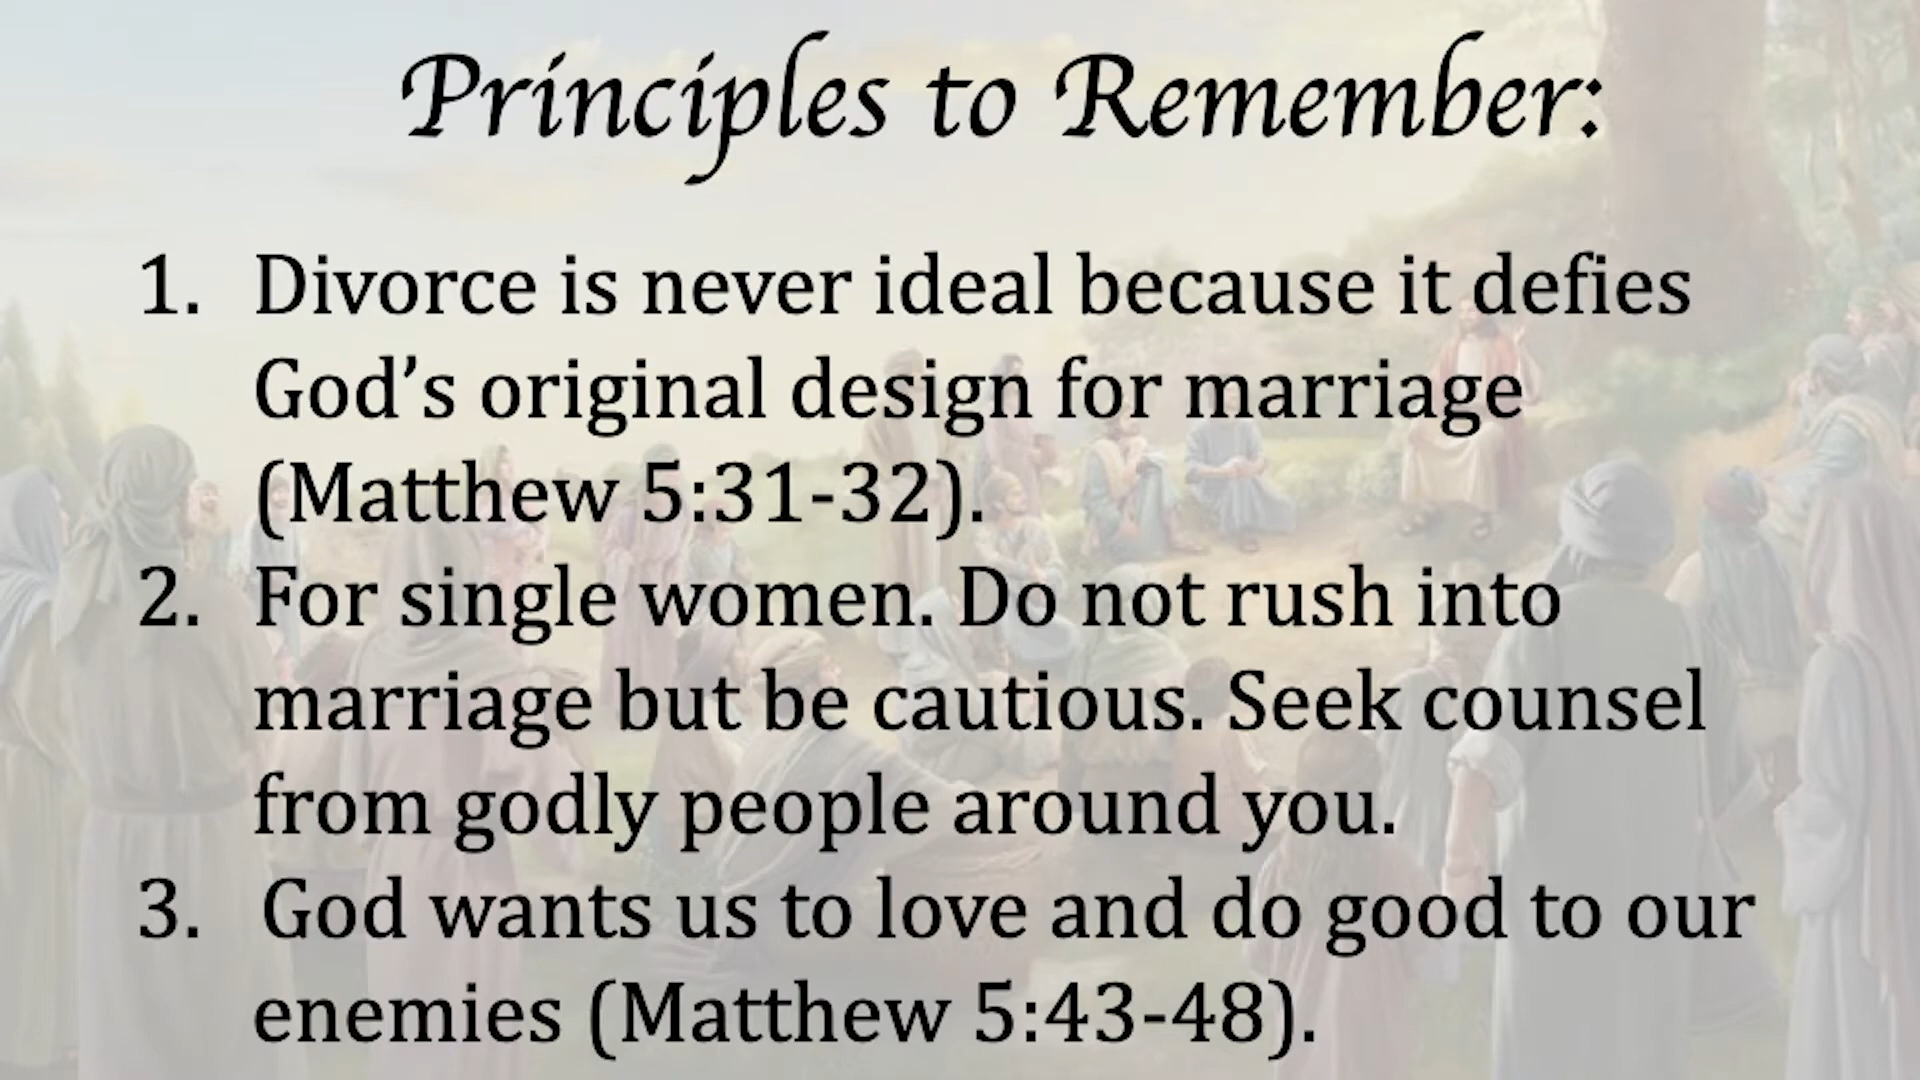 Principles to Remember:
1. Divorce is never ideal because it defies
God’s original design for marriage
(Matthew 5:31-32).
2. For single women. Do not rush into
marriage but be cautious. Seek counsel
from godly people around you.
3. God wants us to love and do good to our
enemies (Matthew 5:43-48).